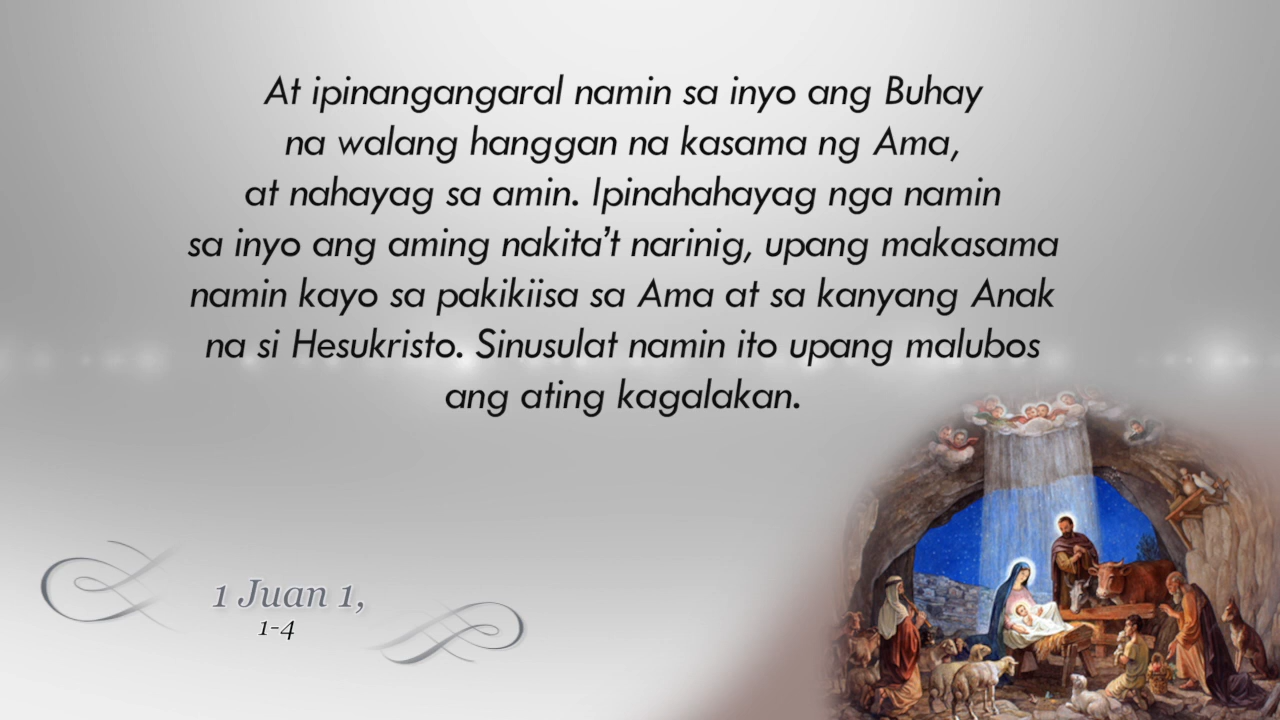 At ipinangangaral namin sa inyo ang Buhay
na walang hanggan na kasama ng Ama,
at nahayag sa amin. Ipinahahayag nga namin
sa inyo ang aming nakita’t narinig, upang makasama
namin kayo sa pakikiisa sa Ama at sa kanyang Anak
na si Hesukristo. Sinusulat namin ito upang malubos
ang ating kagalakan.
1 Juan 1,
1-4